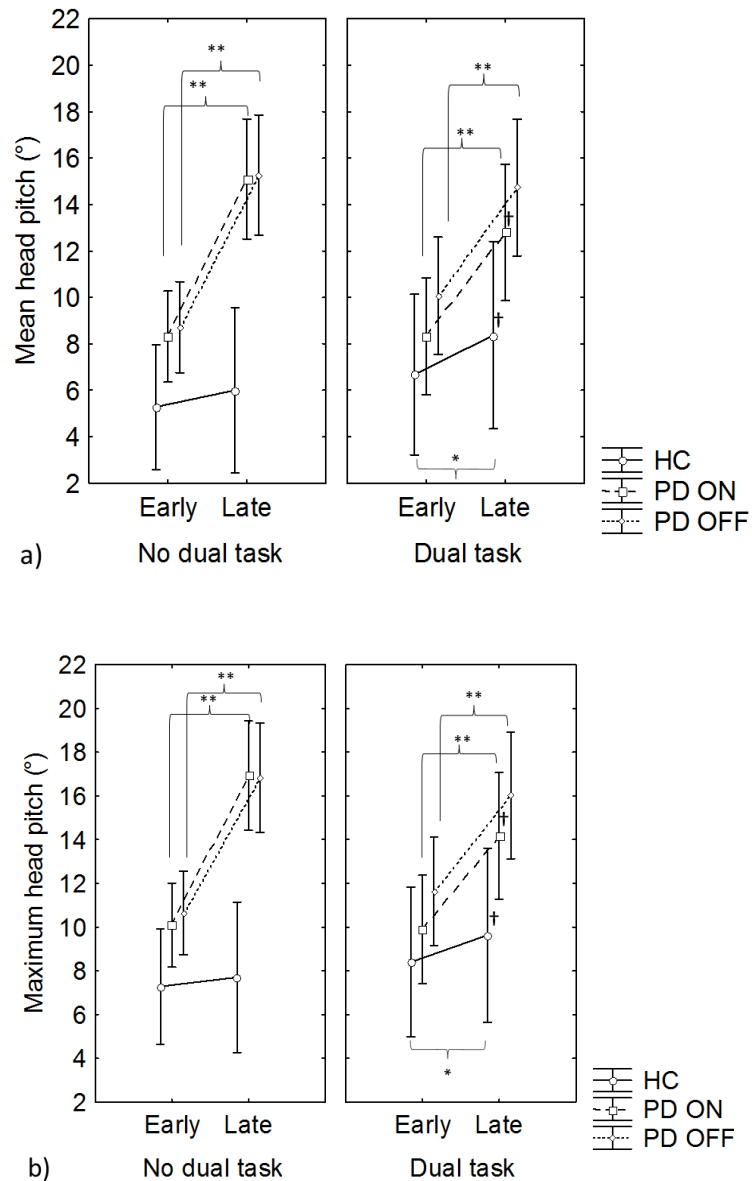 22
20
18
16
14
12
10
8
6
4
2
Mean head pitch (°)
**
**
**
**
†
†
*
Early Late
No dual task
Early Late
Dual task
HC
PD ON
PD OFF
a)
22
20
18
16
14
12
10
8
6
4
2
Maximum head pitch (°)
**
**
**
**
†
†
*
Early Late
No dual task
Early Late
Dual task
HC
PD ON
PD OFF
b)